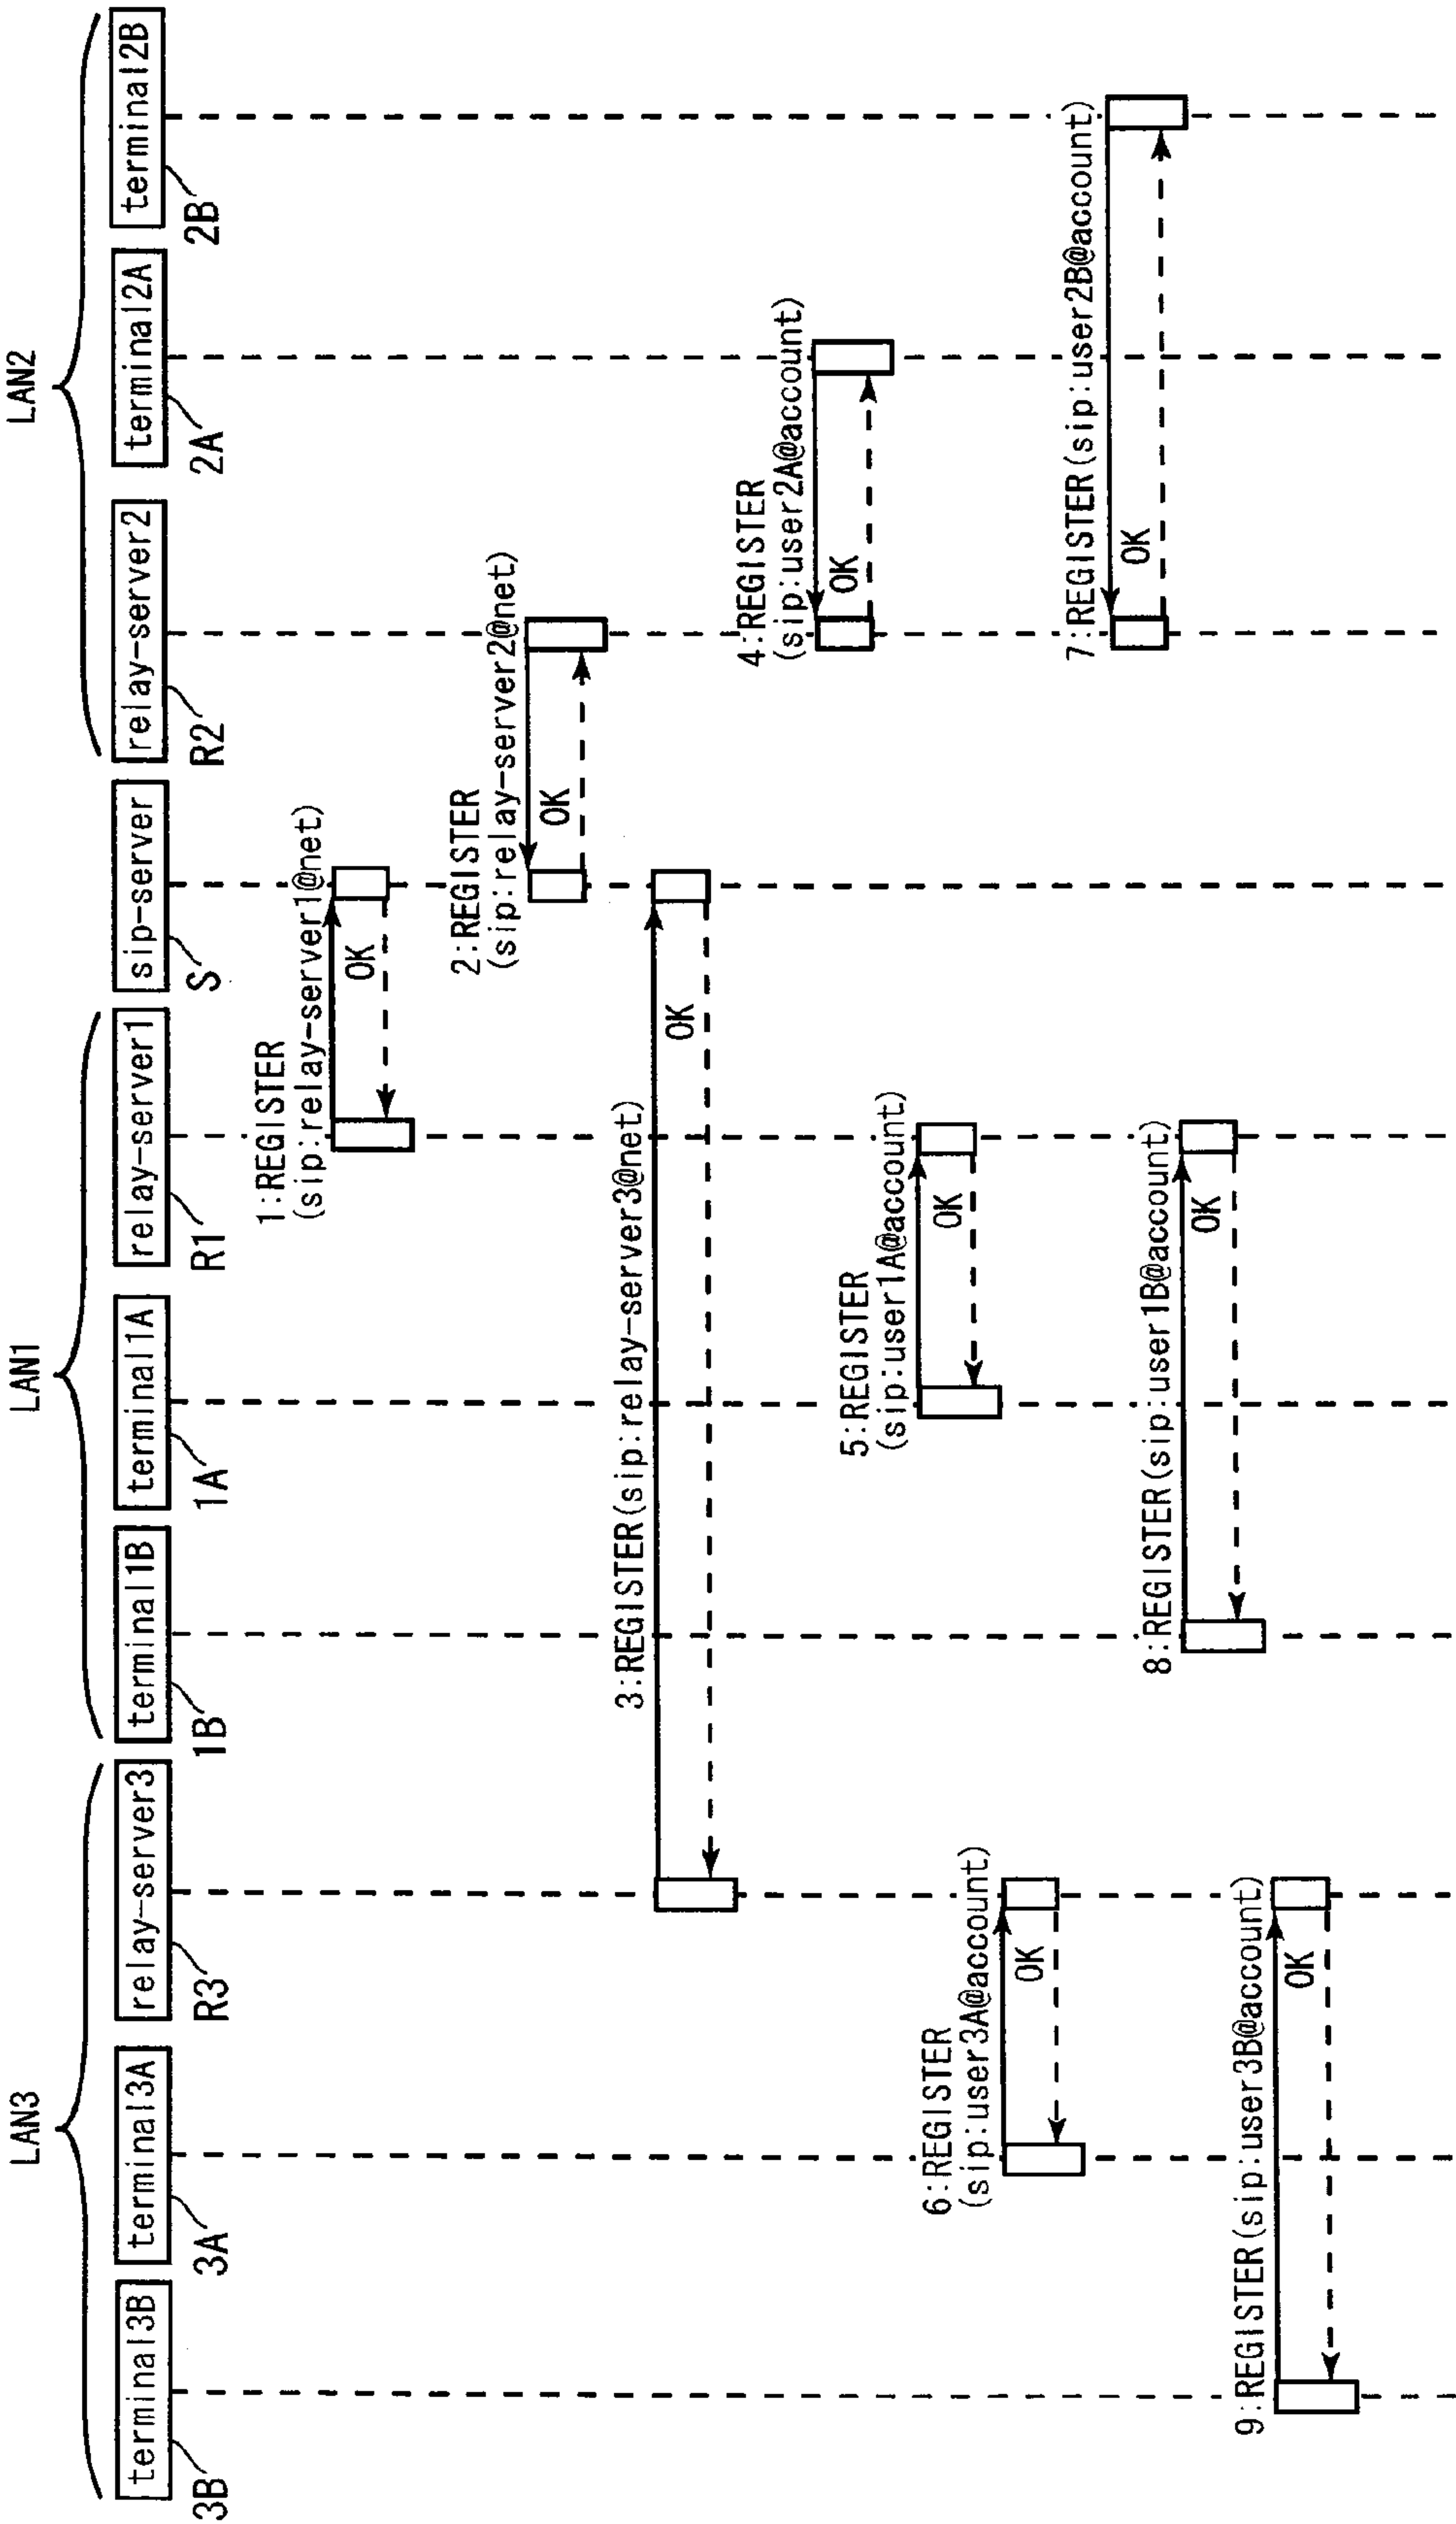 LAN3
LAN1
LAN2
terminal3B
terminal3A
relay-server3
terminal1B
terminal1A
relay-server1
sip-server
relay-server2
terminal2A
terminal2B
3B
3A
R3
1B
1A
R1
S
R2
2A
2B
1:REGISTER
(sip:relay-server1@net)
OK
2:REGISTER
(sip:relay-server2@net)
OK
3:REGISTER(sip:relay-server3@net)
OK
4:REGISTER
(sip:user2A@account)
OK
5:REGISTER
(sip:user1A@account)
OK
6:REGISTER
(sip:user3A@account)
OK
7:REGISTER(sip:user2B@account)
OK
8:REGISTER(sip:user1B@account)
OK
9:REGISTER(sip:user3B@account)
OK